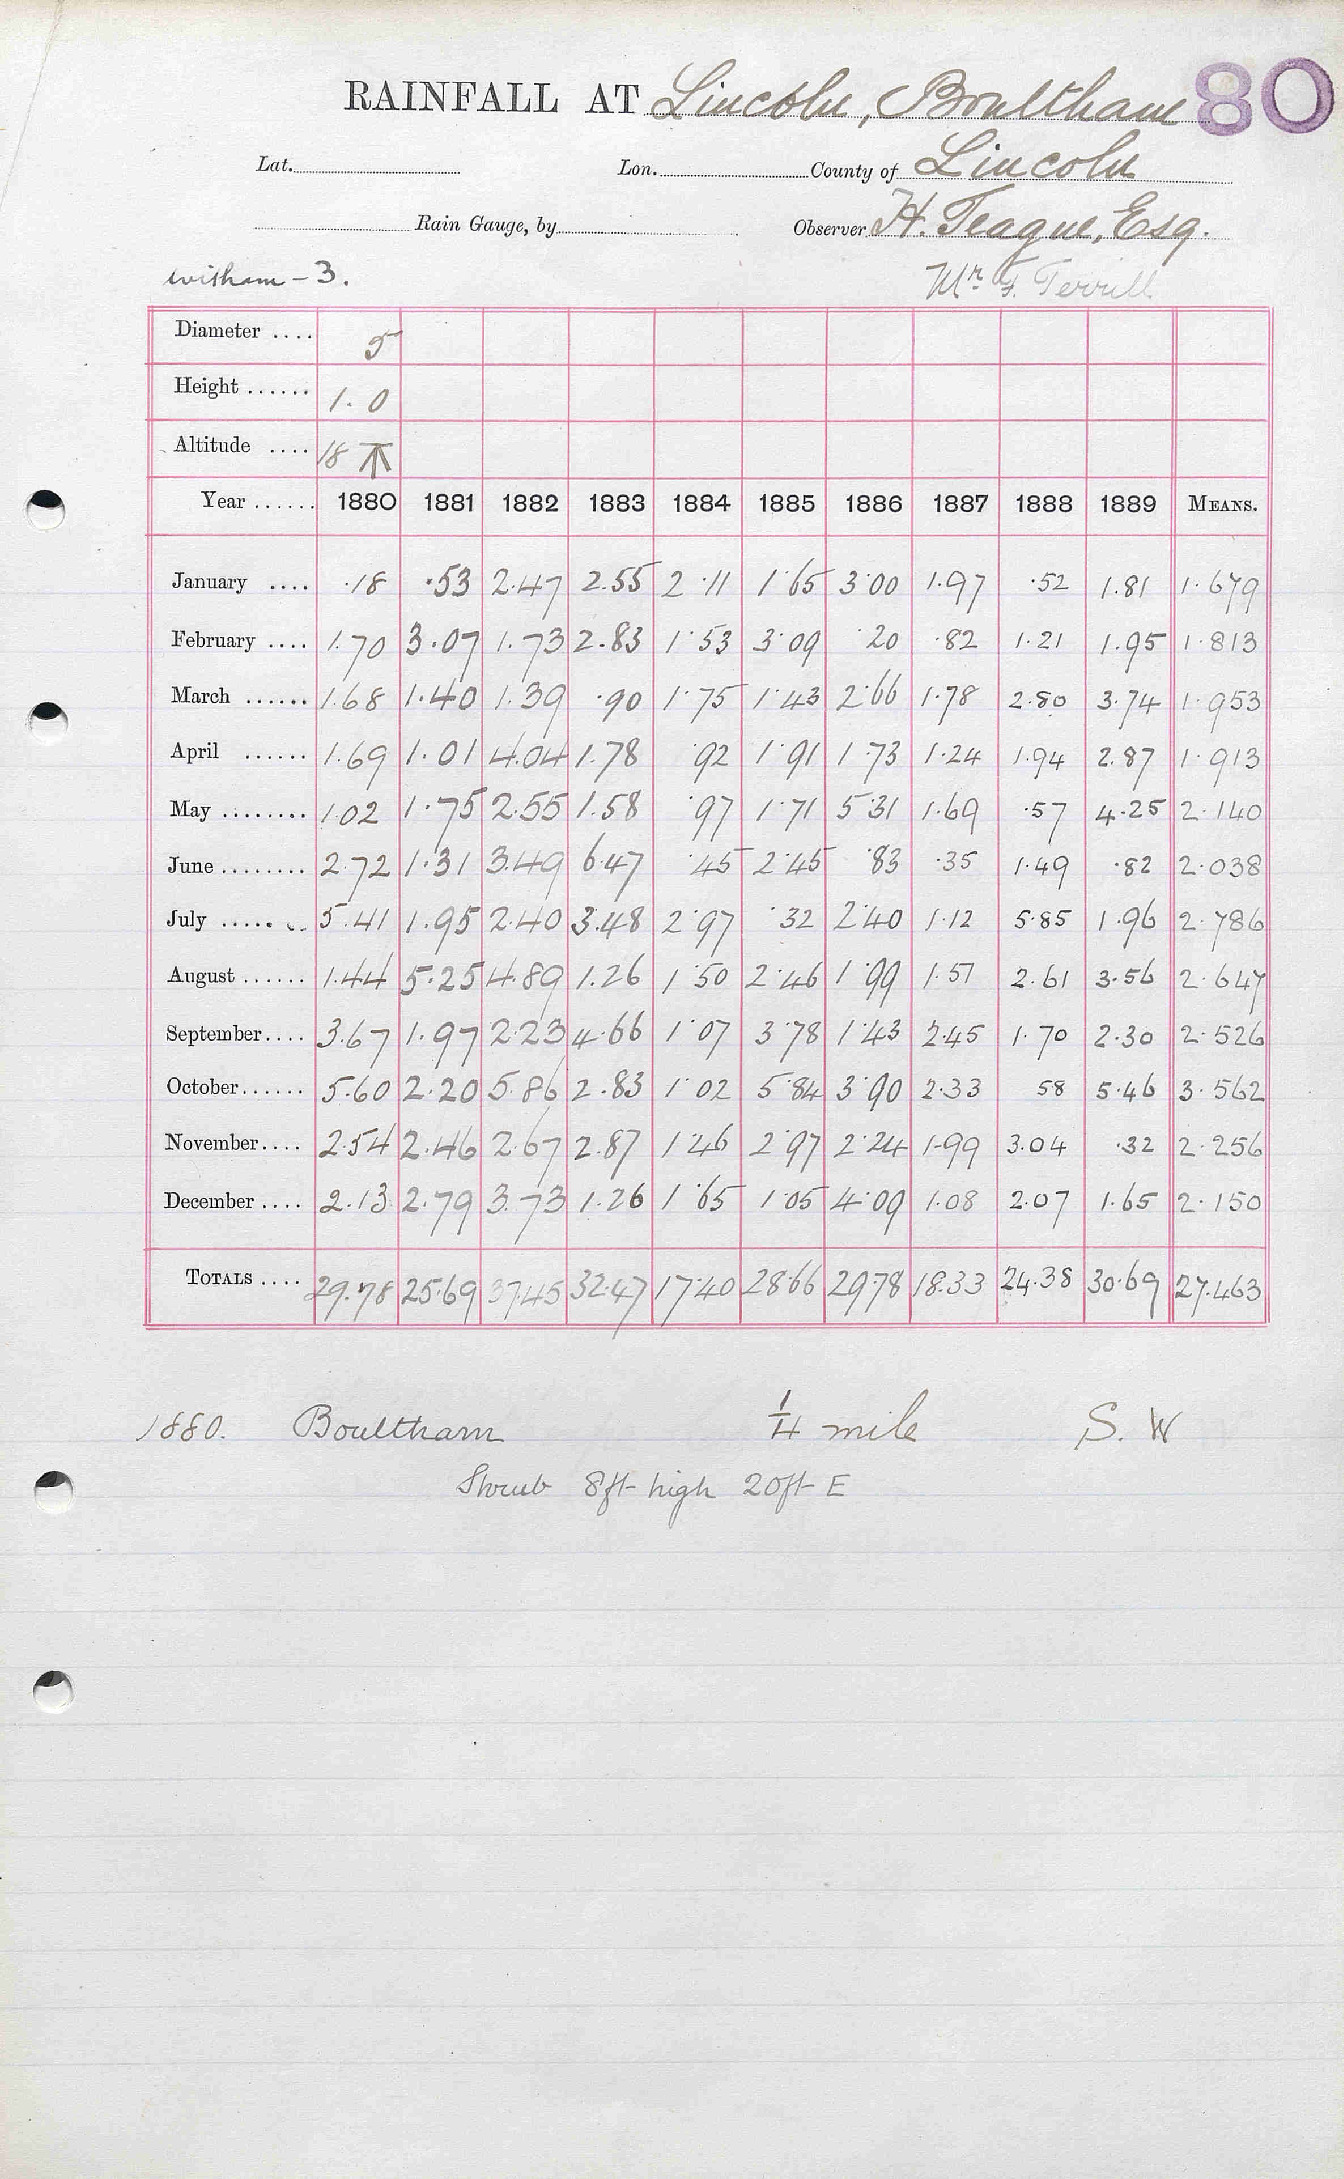 RAINFALL AT Lincoln, Boultham 80
Lat. Lon. County of Lincoln
Rain Gauge, by Observer H. Teague, Esq.
witham - 3. Mr F. Terrill
Diameter .... 5
Height ...... 1.0
Altitude .... 18
Year ...... 1880 1881 1882 1883 1884 1885 1886 1887 1888 1889 MEANS.
January .... .18 .53 2.47 2.55 2.11 1.65 3.00 1.97 .52 1.81 1.679
February .... 1.70 3.07 1.73 2.83 1.53 3.09 .20 .82 1.21 1.95 1.813
March ...... 1.68 1.40 1.39 .90 1.75 1.43 2.66 1.78 2.80 3.74 1.953
April ...... 1.69 1.01 4.04 1.78 .92 1.91 1.73 1.24 1.94 2.87 1.913
May ........ 1.02 1.75 2.55 1.58 .97 1.71 5.31 1.69 .57 4.25 2.140
June ........ 2.72 1.31 3.49 6.47 .45 2.45 .83 .35 1.49 .82 2.038
July ........ 5.41 1.95 2.40 3.48 2.97 .32 2.40 1.12 5.85 1.96 2.786
August ...... 1.44 5.25 4.89 1.26 1.50 2.46 1.99 1.57 2.61 3.56 2.647
September.... 3.67 1.97 2.23 4.66 1.07 3.78 1.43 2.45 1.70 2.30 2.526
October...... 5.60 2.20 5.86 2.83 1.02 5.84 3.90 2.33 58 5.46 3.562
November.... 2.54 2.46 2.67 2.87 1.46 2.97 2.24 1.99 3.04 .32 2.256
December .... 2.13 2.79 3.73 1.26 1.65 1.05 4.09 1.08 2.07 1.65 2.150
TOTALS .... 29.78 25.69 37.45 32.47 17.40 28.66 29.78 18.33 24.38 30.69 27.463
1880. Boultham 1/4 mile S. W
Shrub 8ft high 20ft E